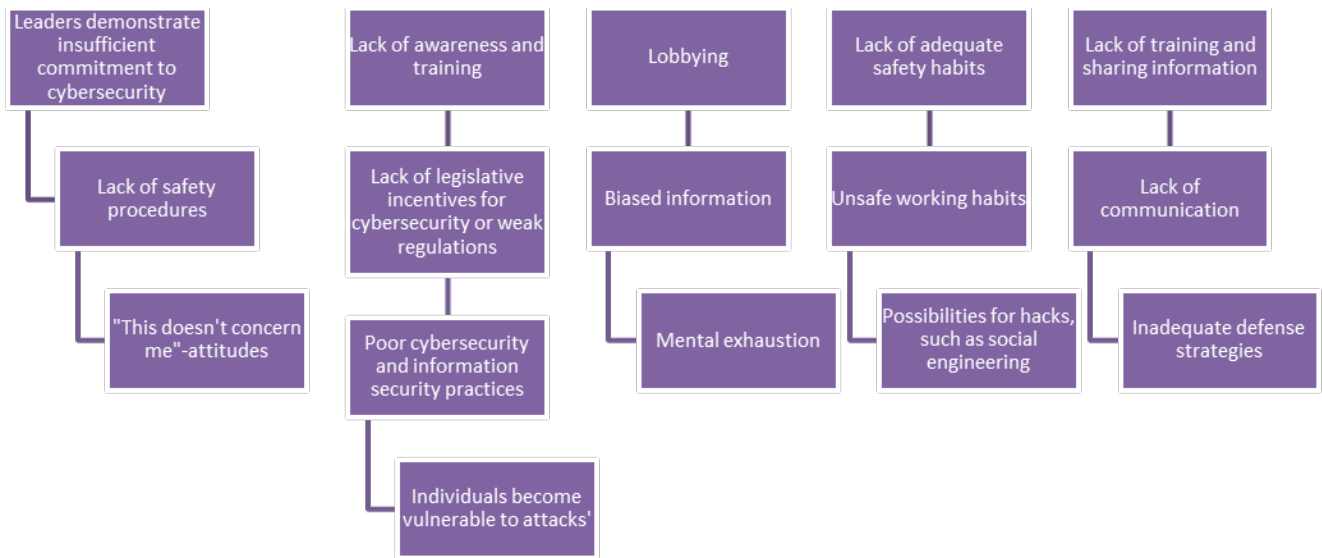 Leaders demonstrate
insufficient
commitment to
cybersecurity
Lack of safety
procedures
"This doesn't concern
me"-attitudes
Lack of awareness and
training
Lack of legislative
incentives for
cybersecurity or weak
regulations
Poor cybersecurity
and information
security practices
Individuals become
vulnerable to attacks'
Lobbying
Biased information
Mental exhaustion
Lack of adequate
safety habits
Unsafe working habits
Possibilities for hacks,
such as social
engineering
Lack of training and
sharing information
Lack of
communication
Inadequate defense
strategies